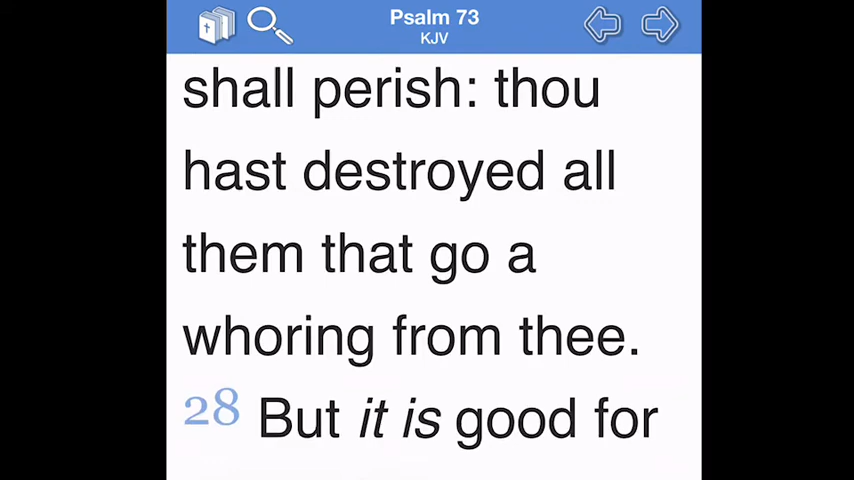 Psalm 73
KJV
shall perish: thou
hast destroyed all
them that go a
whoring from thee.
28 But it is good for